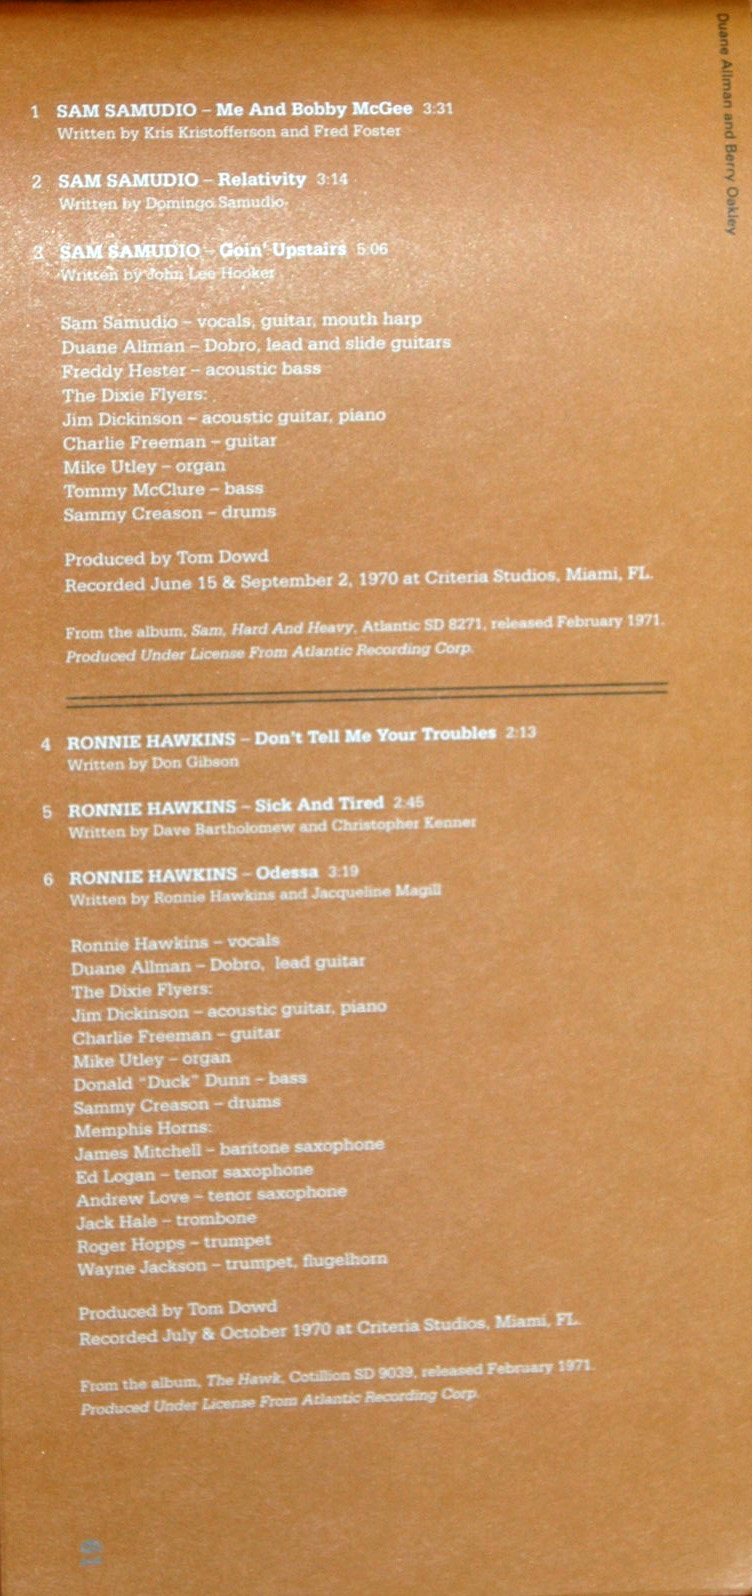 Duane Allman and Berry Oakley
1 SAM SAMUDIO – Me And Bobby McGee 3:31
Written by Kris Kristofferson and Fred Foster
2 SAM SAMUDIO – Relativity 3:14
Written by Domingo Samudio
3 SAM SAMUDIO – Goin' Upstairs 5:06
Written by John Lee Hooker
Sam Samudio – vocals, guitar, mouth harp
Duane Allman – Dobro, lead and slide guitars
Freddy Hester – acoustic bass
The Dixie Flyers:
Jim Dickinson – acoustic guitar, piano
Charlie Freeman – guitar
Mike Utley – organ
Tommy McClure – bass
Sammy Creason – drums
Produced by Tom Dowd
Recorded June 15 & September 2, 1970 at Criteria Studios, Miami, FL.
From the album, Sam, Hard And Heavy, Atlantic SD 8271, released February 1971.
Produced Under License From Atlantic Recording Corp.
4 RONNIE HAWKINS – Don't Tell Me Your Troubles 2:13
Written by Don Gibson
5 RONNIE HAWKINS – Sick And Tired 2:45
Written by Dave Bartholomew and Christopher Kenner
6 RONNIE HAWKINS – Odessa 3:19
Written by Ronnie Hawkins and Jacqueline Magill
Ronnie Hawkins – vocals
Duane Allman – Dobro, lead guitar
The Dixie Flyers:
Jim Dickinson – acoustic guitar, piano
Charlie Freeman – guitar
Mike Utley – organ
Donald "Duck" Dunn – bass
Sammy Creason – drums
Memphis Horns:
James Mitchell – baritone saxophone
Ed Logan – tenor saxophone
Andrew Love – tenor saxophone
Jack Hale – trombone
Roger Hopps – trumpet
Wayne Jackson – trumpet, flugelhorn
Produced by Tom Dowd
Recorded July & October 1970 at Criteria Studios, Miami, FL.
From the album, The Hawk, Cotillion SD 9039, released February 1971.
Produced Under License From Atlantic Recording Corp.